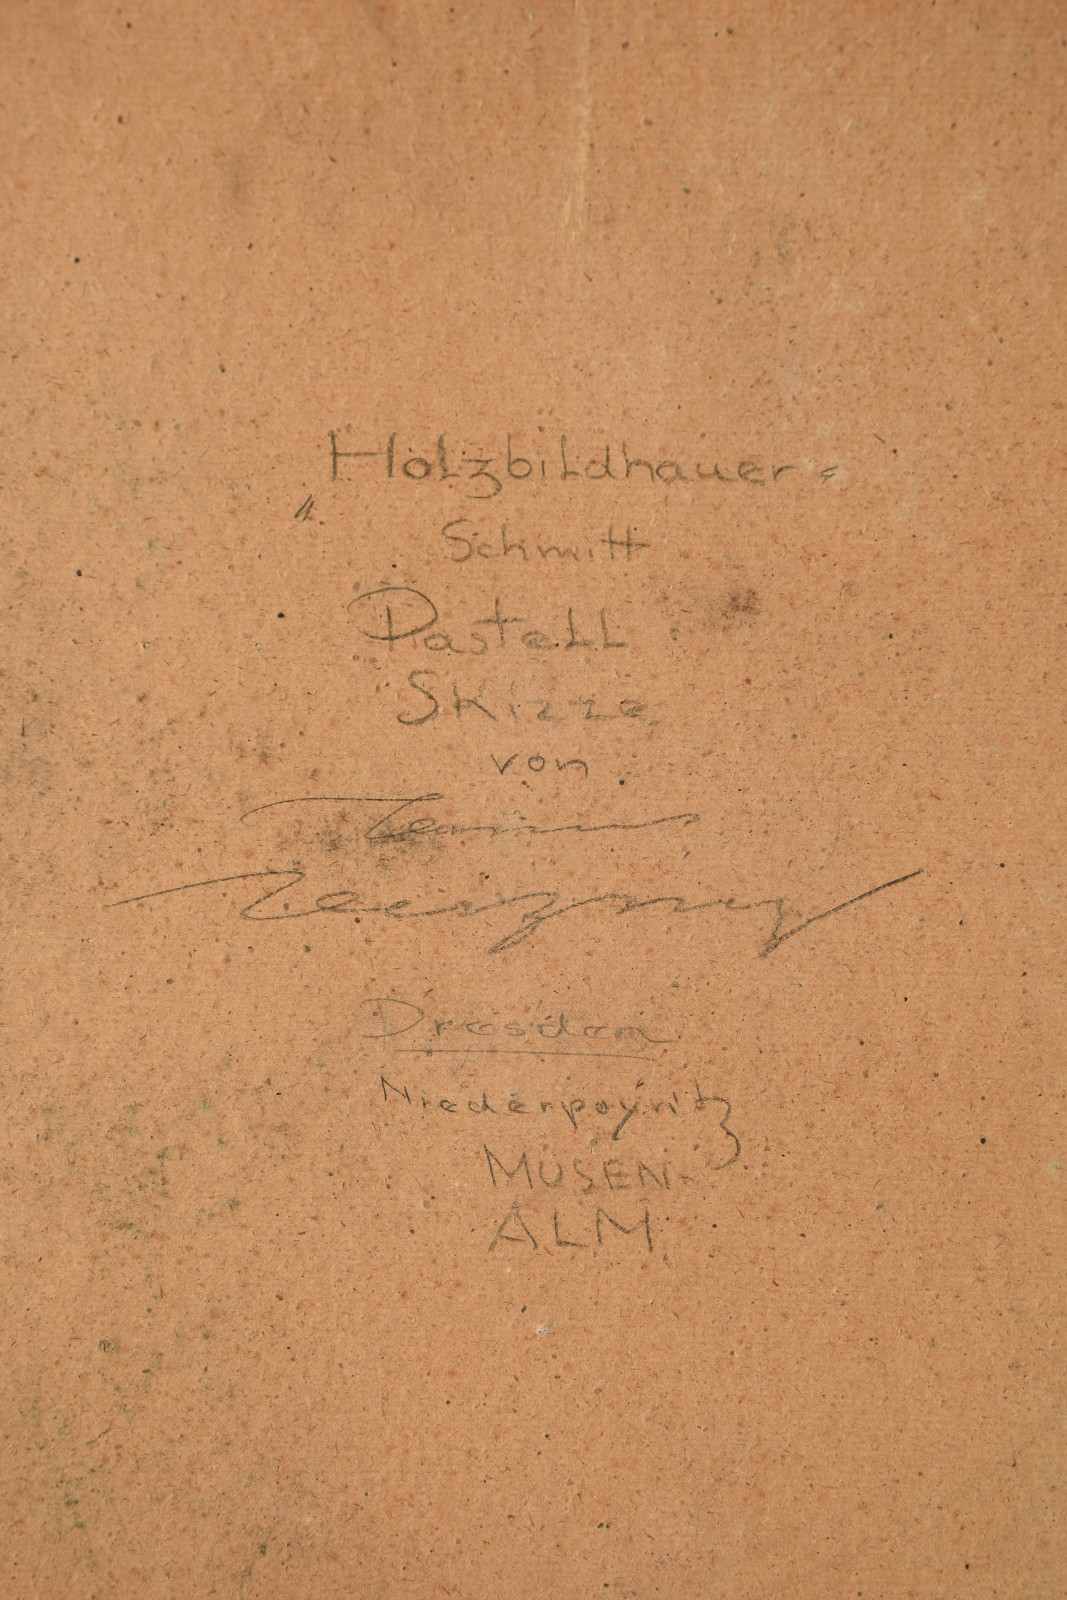 "Holzbildhauer"
Schmitt
Pastell
Skizze
von
Dresden
Niederpoyritz
MUSEN-
ALM